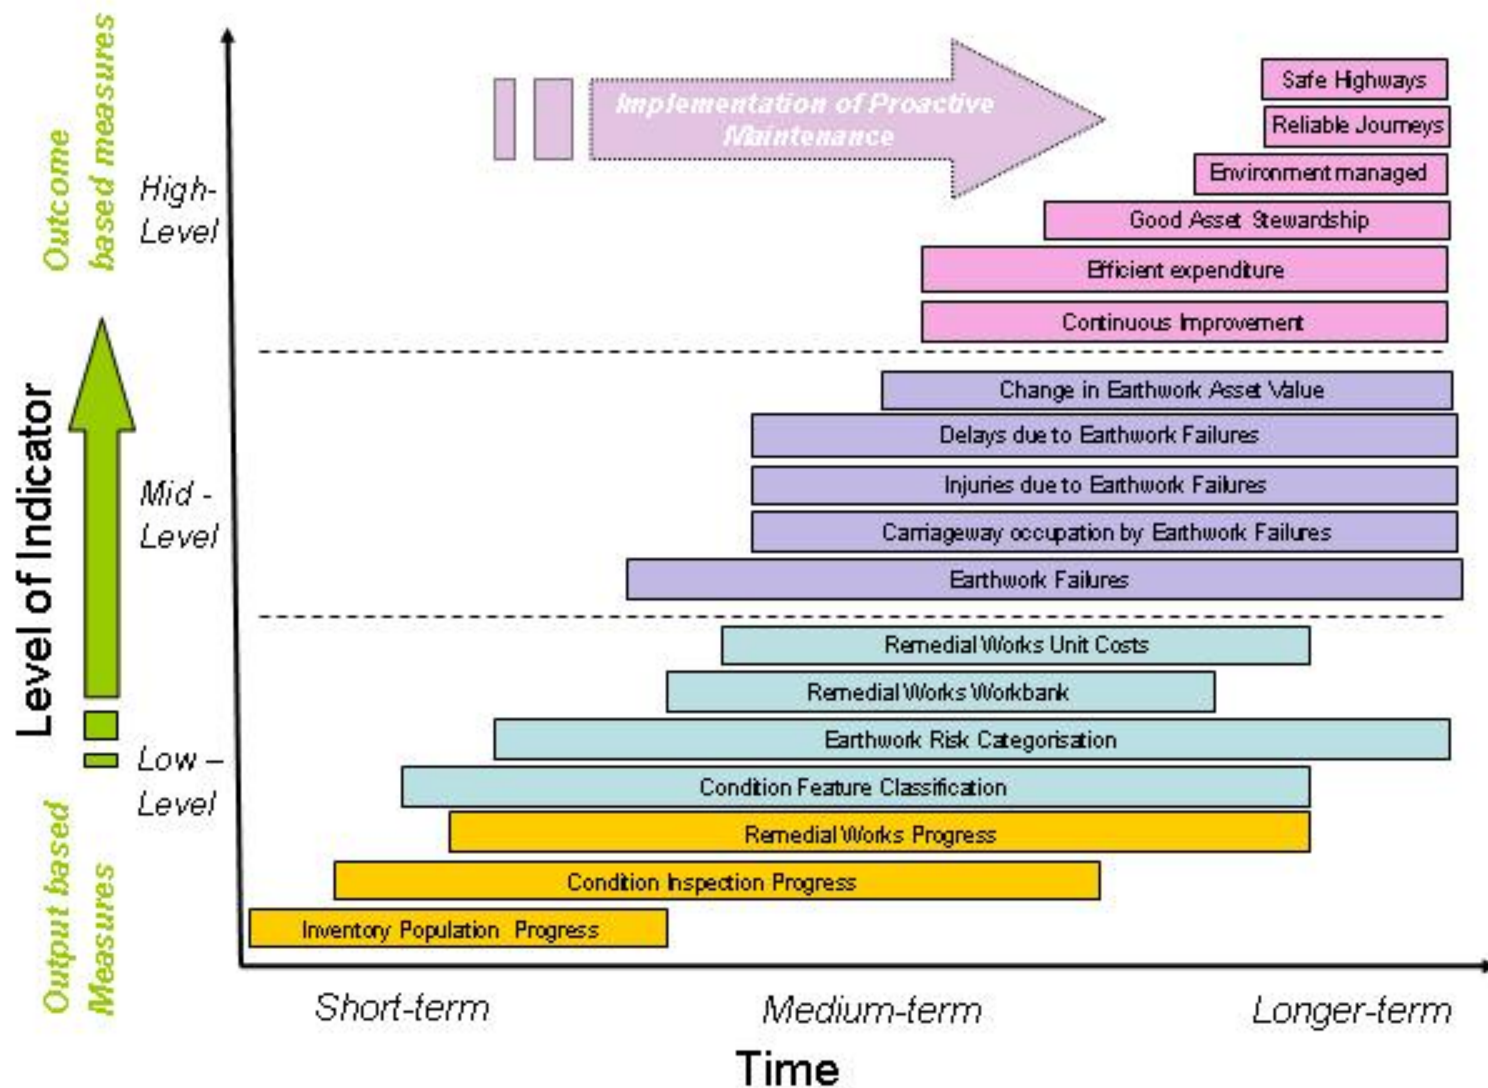 Outcome
based measures
High-
Level
Implementation of Proactive
Maintenance
Safe Highways
Reliable Journeys
Environment managed
Good Asset Stewardship
Efficient expenditure
Continuous Improvement
Level of Indicator
Mid -
Level
Change in Earthwork Asset Value
Delays due to Earthwork Failures
Injuries due to Earthwork Failures
Carriageway occupation by Earthwork Failures
Earthwork Failures
Low –
Level
Remedial Works Unit Costs
Remedial Works Workbank
Earthwork Risk Categorisation
Condition Feature Classification
Remedial Works Progress
Condition Inspection Progress
Inventory Population Progress
Output based
Measures
Short-term
Medium-term
Longer-term
Time